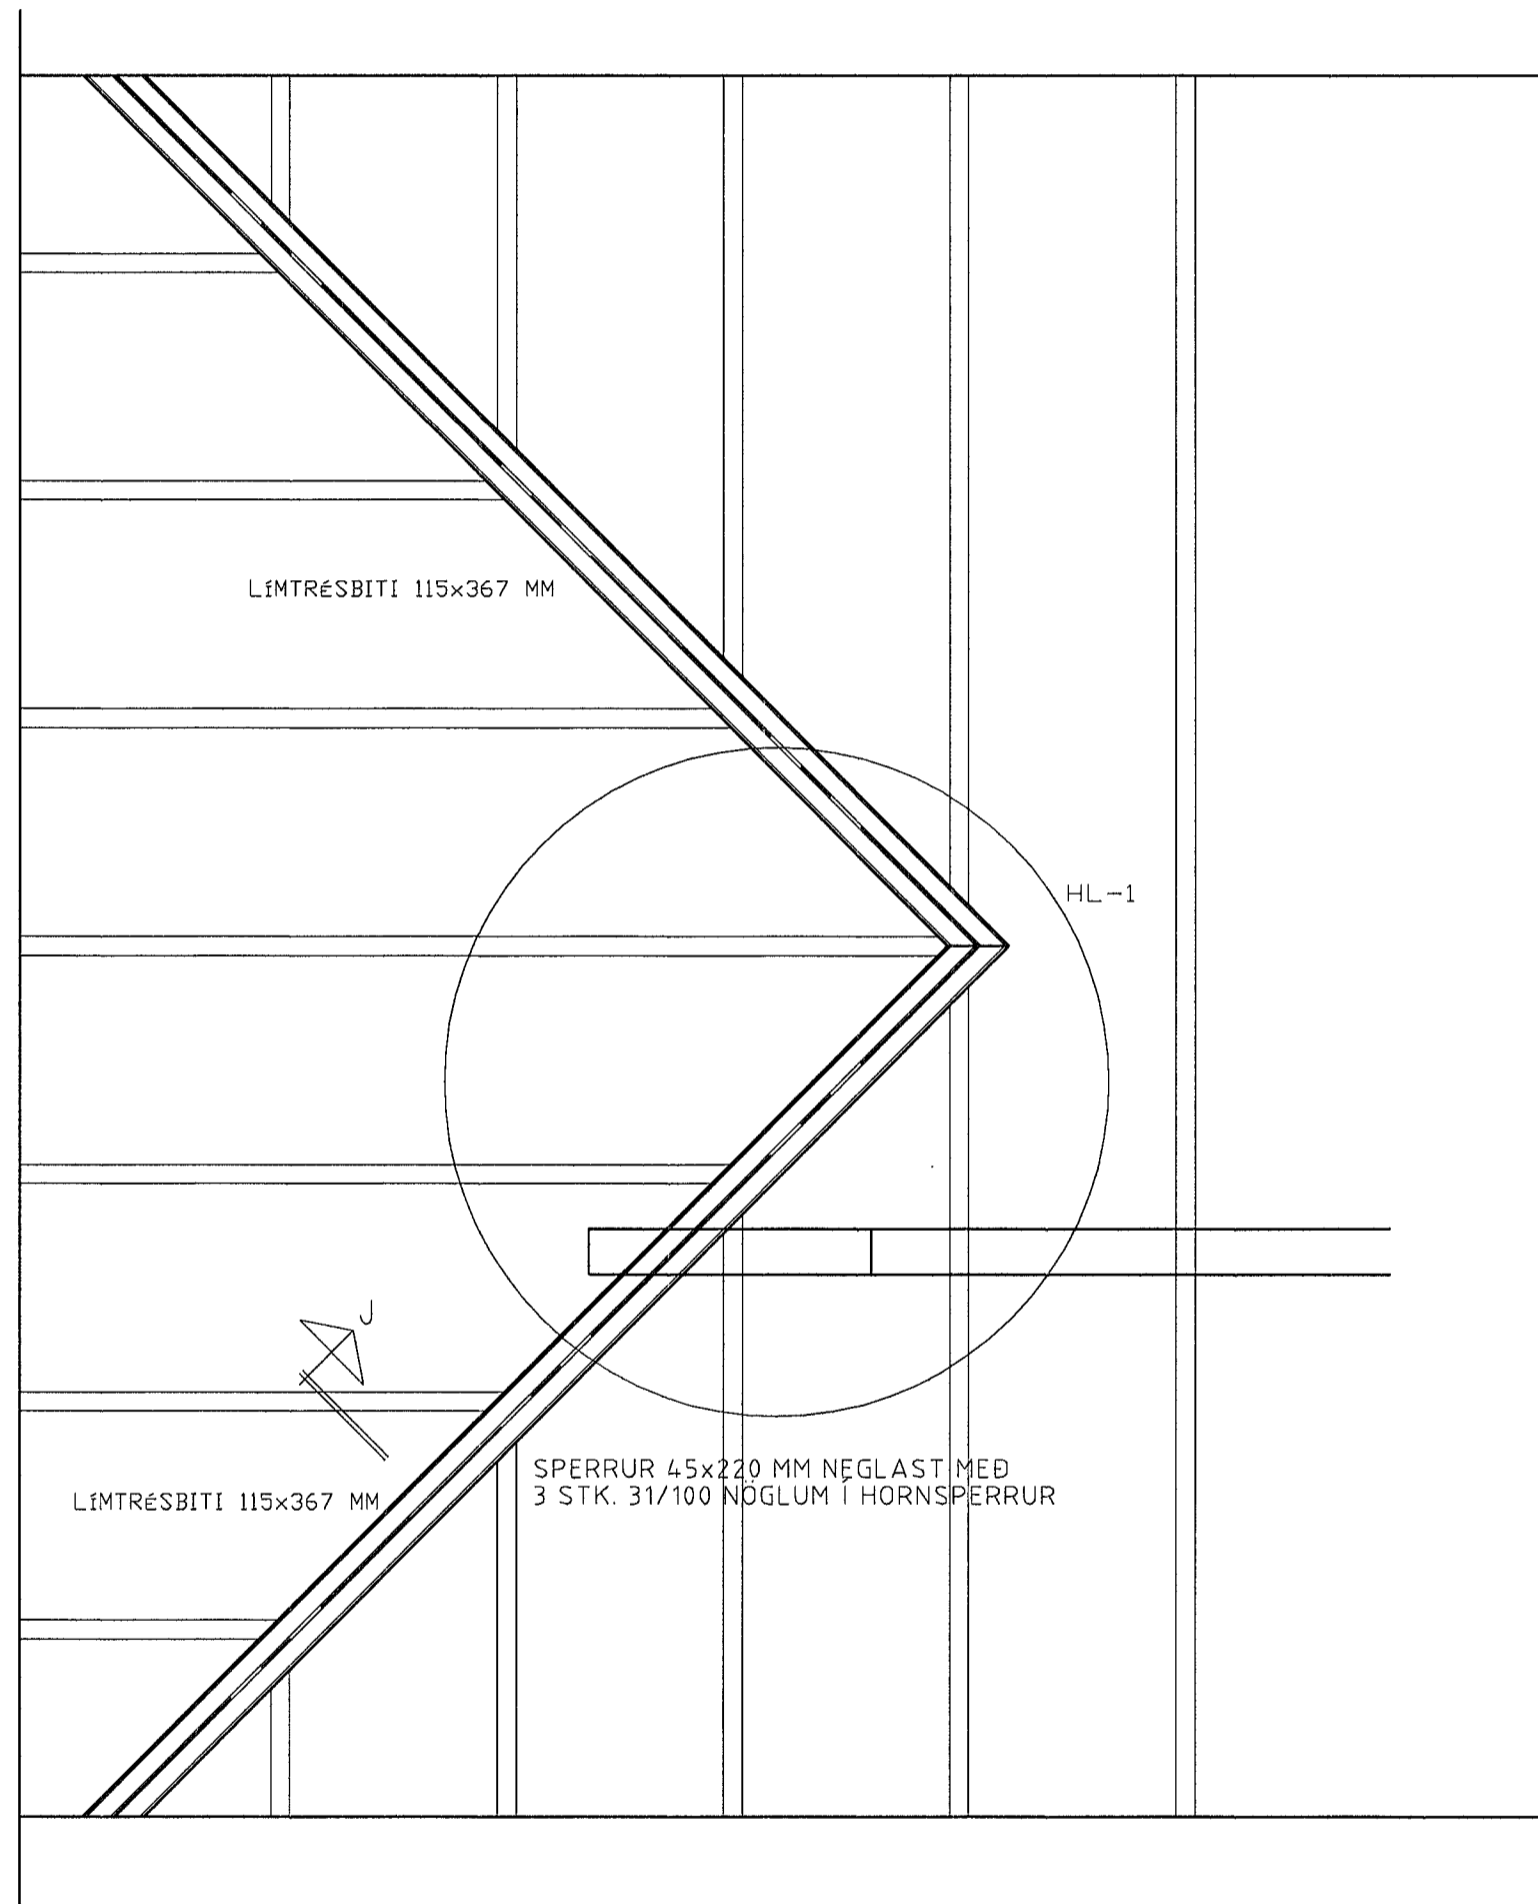 LÍMTRÉSBITI 115x367 MM
HL-1
J
SPERRUR 45x220 MM NEGLAST MEÐ
3 STK. 31/100 NÖGLUM Í HORNSPERRUR
LÍMTRÉSBITI 115x367 MM